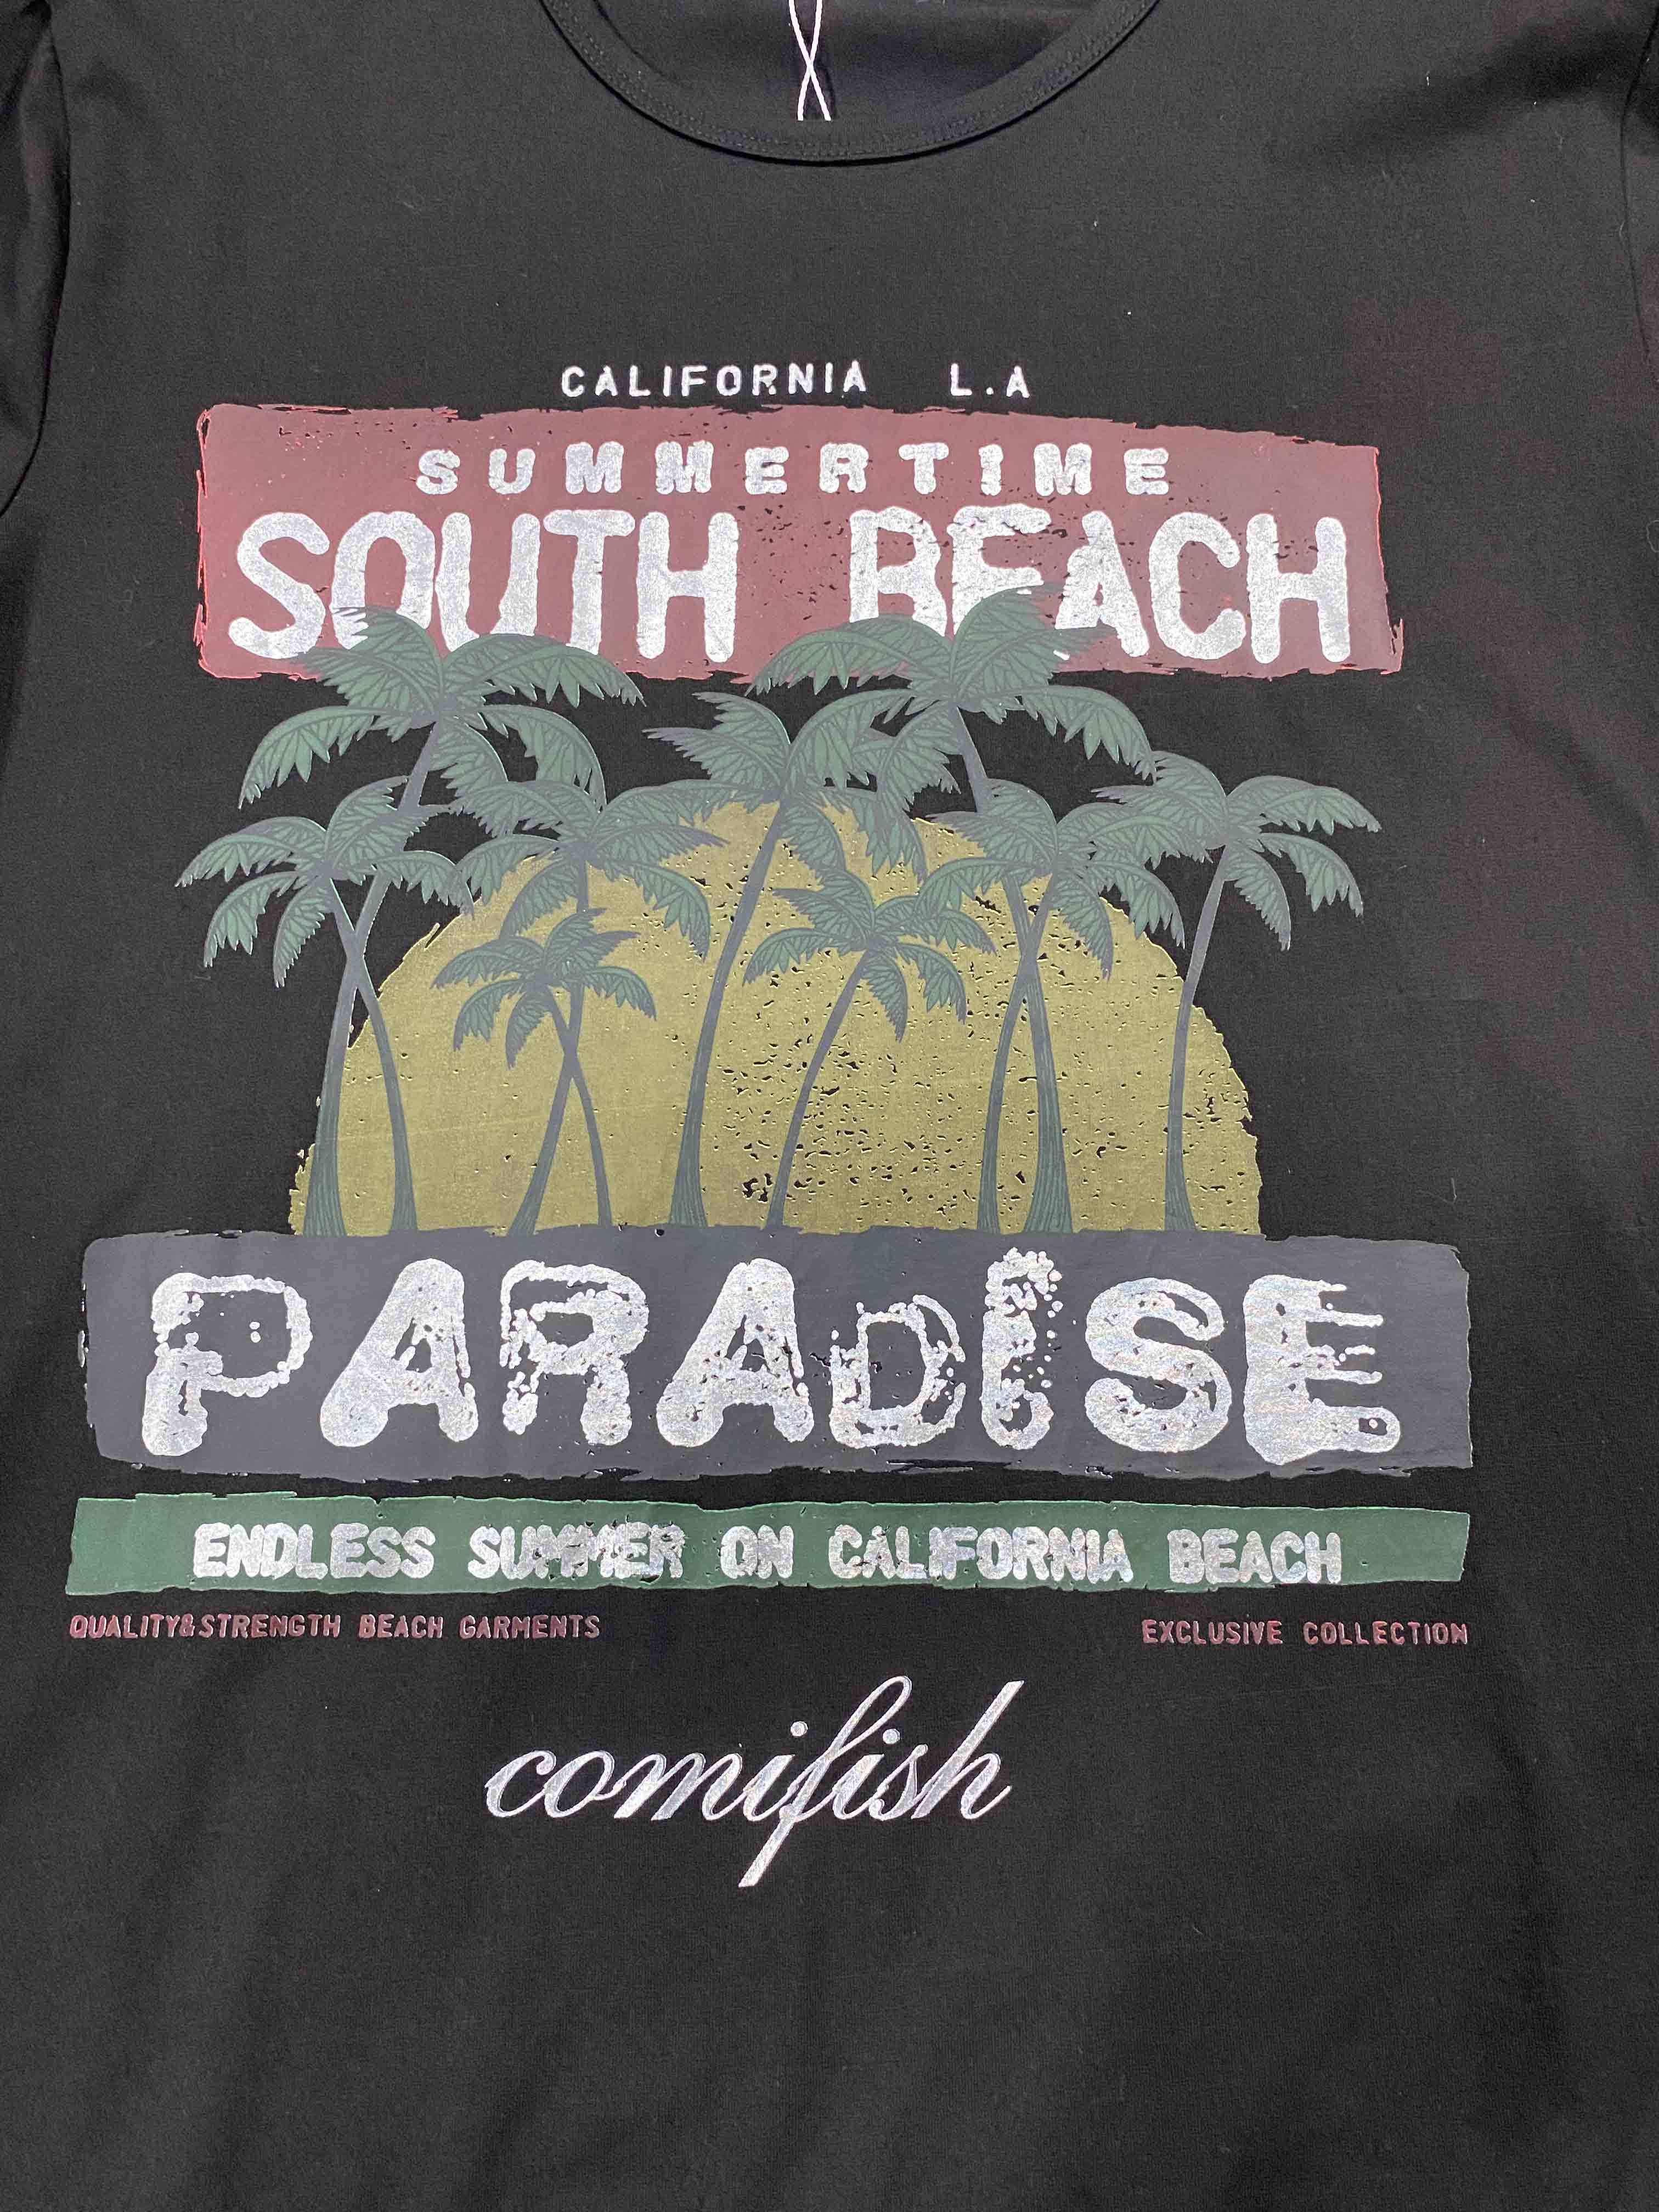 CALIFORNIA L.A
SUMMERTIME
SOUTH BEACH
PARADISE
ENDLESS SUMMER ON CALIFORNIA BEACH
QUALITY&STRENGTH BEACH GARMENTS EXCLUSIVE COLLECTION
comifish